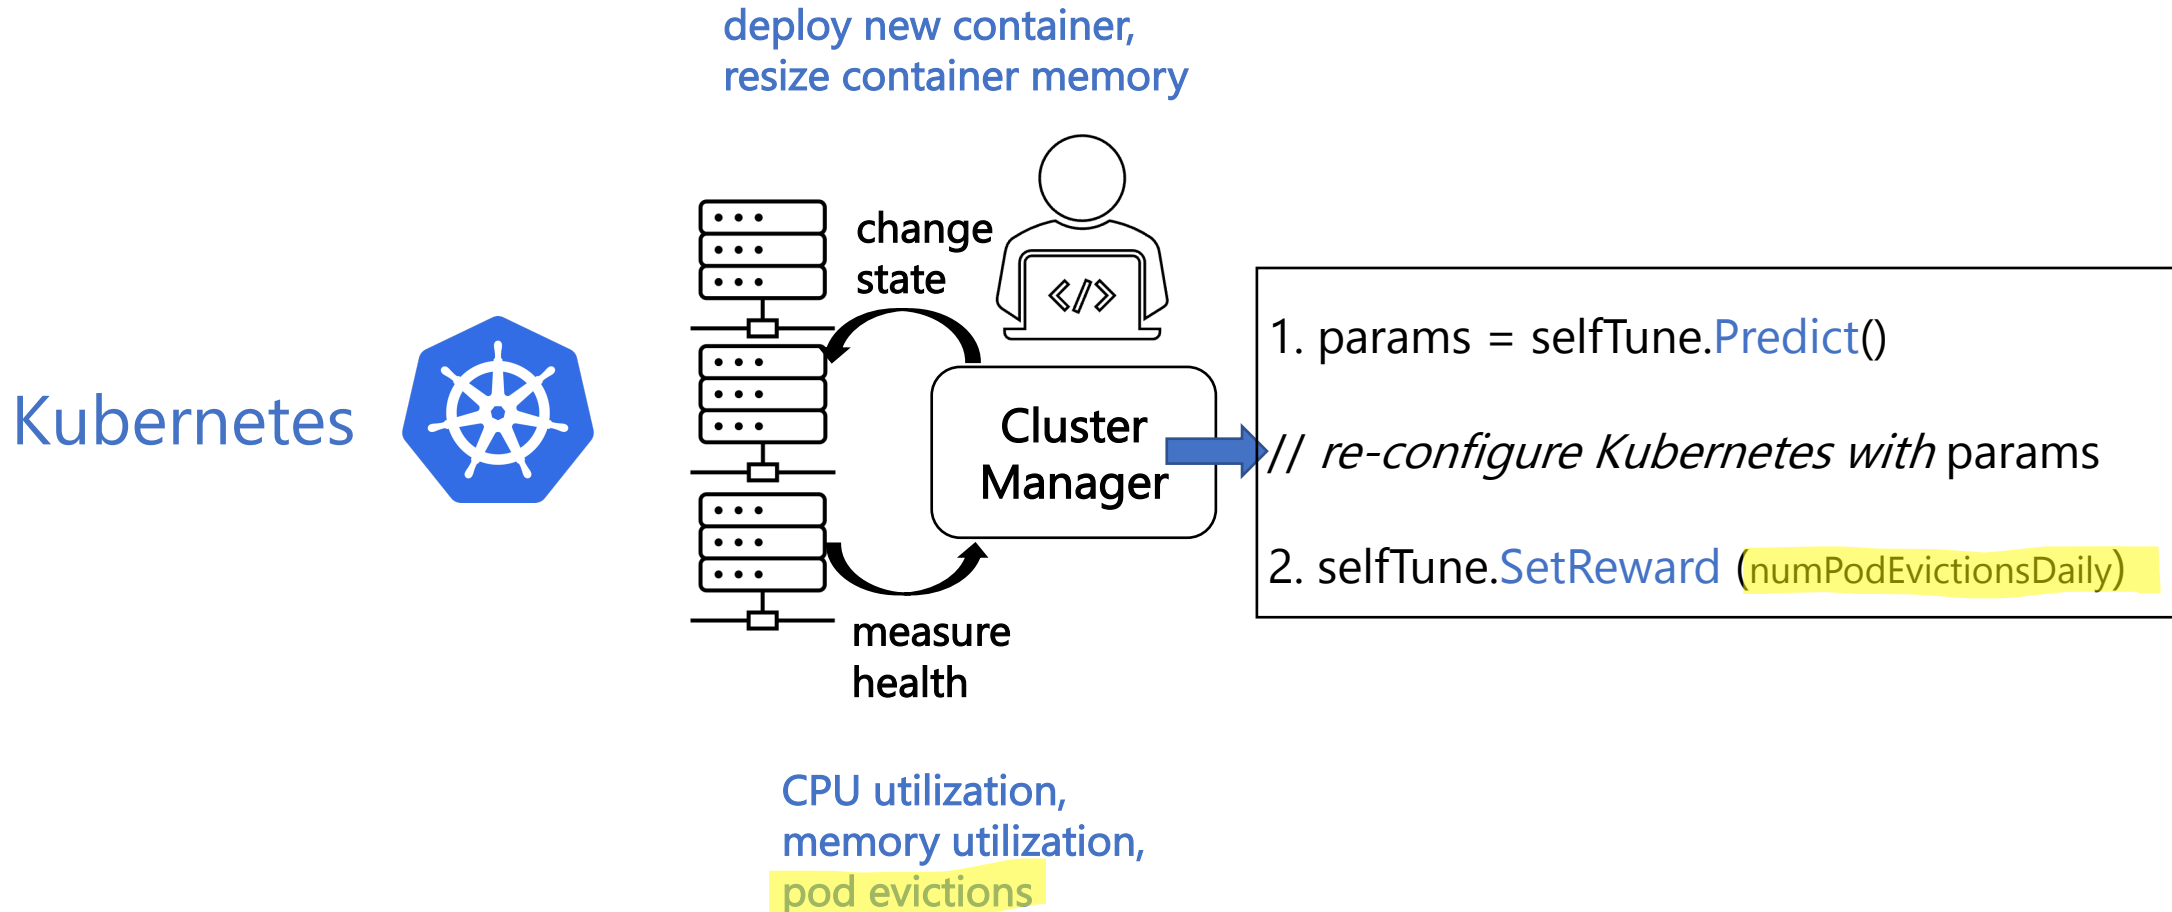 deploy new container,
resize container memory
change
state
</>
Kubernetes
Cluster
Manager
1. params = selfTune.Predict()
// re-configure Kubernetes with params
2. selfTune.SetReward (numPodEvictionsDaily)
measure
health
CPU utilization,
memory utilization,
pod evictions